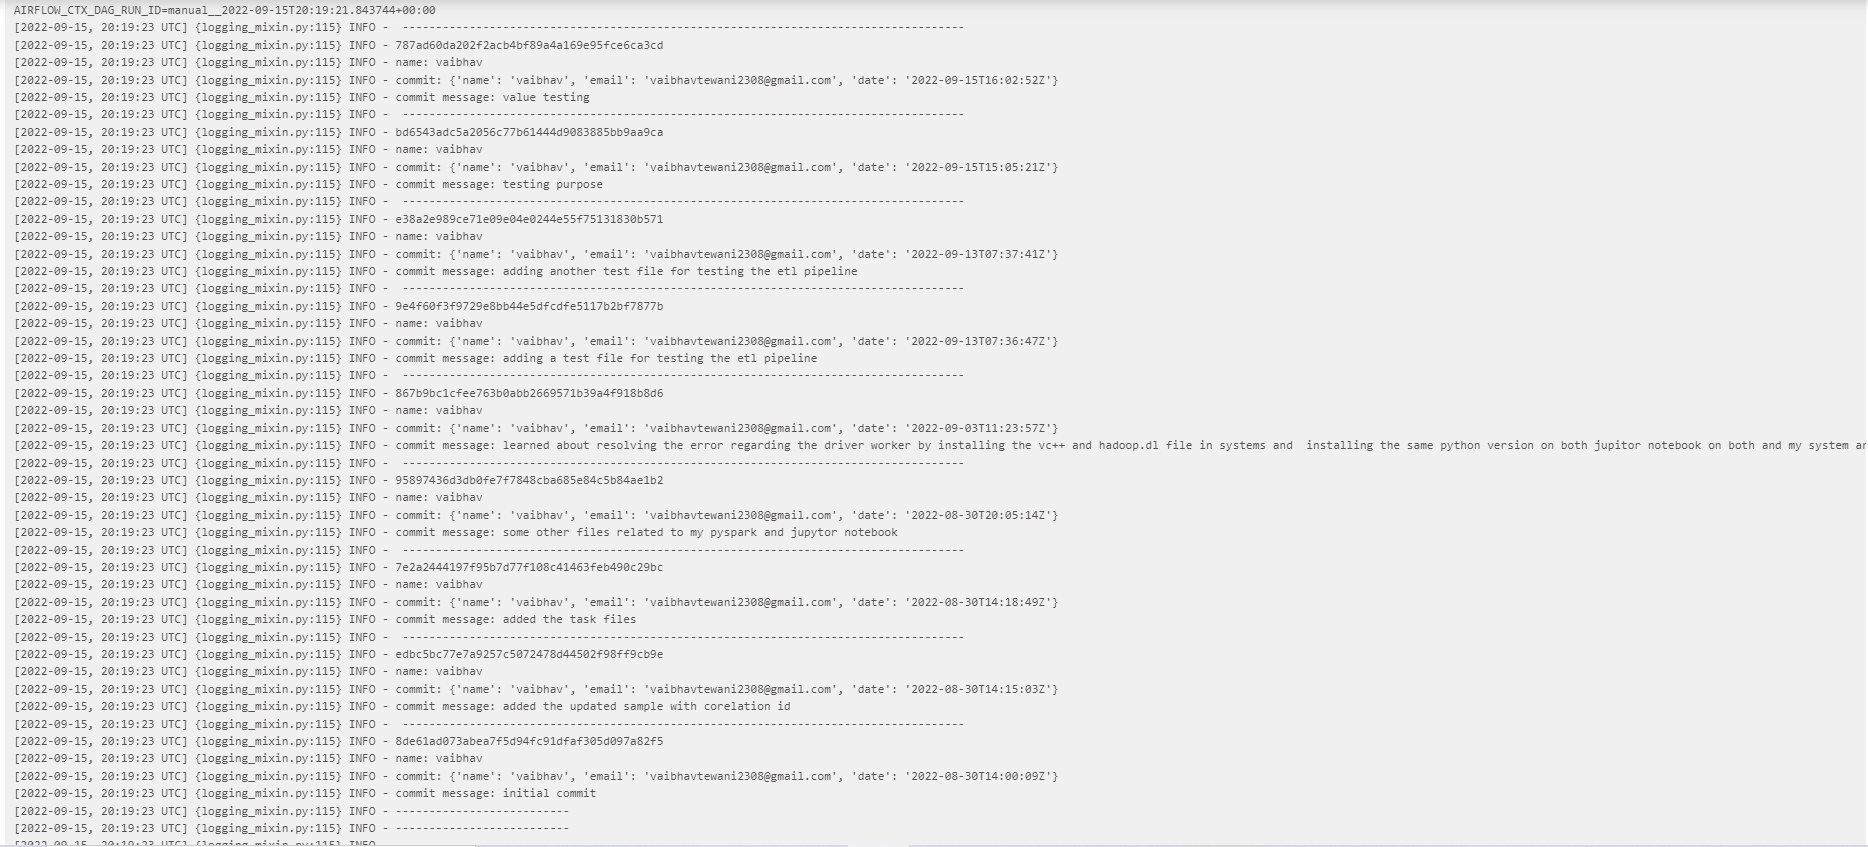 AIRFLOW_CTX_DAG_RUN_ID=manual__2022-09-15T20:19:21.843744+00:00
[2022-09-15, 20:19:23 UTC] {logging_mixin.py:115} INFO -  ------------------------------------------------------------------------------------
[2022-09-15, 20:19:23 UTC] {logging_mixin.py:115} INFO - 787ad60da202f2acb4bf89a4a169e95fce6ca3cd
[2022-09-15, 20:19:23 UTC] {logging_mixin.py:115} INFO - name: vaibhav
[2022-09-15, 20:19:23 UTC] {logging_mixin.py:115} INFO - commit: {'name': 'vaibhav', 'email': 'vaibhavtewani2308@gmail.com', 'date': '2022-09-15T16:02:52Z'}
[2022-09-15, 20:19:23 UTC] {logging_mixin.py:115} INFO - commit message: value testing
[2022-09-15, 20:19:23 UTC] {logging_mixin.py:115} INFO -  ------------------------------------------------------------------------------------
[2022-09-15, 20:19:23 UTC] {logging_mixin.py:115} INFO - bd6543adc5a2056c77b61444d9083885bb9aa9ca
[2022-09-15, 20:19:23 UTC] {logging_mixin.py:115} INFO - name: vaibhav
[2022-09-15, 20:19:23 UTC] {logging_mixin.py:115} INFO - commit: {'name': 'vaibhav', 'email': 'vaibhavtewani2308@gmail.com', 'date': '2022-09-15T15:05:21Z'}
[2022-09-15, 20:19:23 UTC] {logging_mixin.py:115} INFO - commit message: testing purpose
[2022-09-15, 20:19:23 UTC] {logging_mixin.py:115} INFO -  ------------------------------------------------------------------------------------
[2022-09-15, 20:19:23 UTC] {logging_mixin.py:115} INFO - e38a2e989ce71e09e04e0244e55f75131830b571
[2022-09-15, 20:19:23 UTC] {logging_mixin.py:115} INFO - name: vaibhav
[2022-09-15, 20:19:23 UTC] {logging_mixin.py:115} INFO - commit: {'name': 'vaibhav', 'email': 'vaibhavtewani2308@gmail.com', 'date': '2022-09-13T07:37:41Z'}
[2022-09-15, 20:19:23 UTC] {logging_mixin.py:115} INFO - commit message: adding another test file for testing the etl pipeline
[2022-09-15, 20:19:23 UTC] {logging_mixin.py:115} INFO -  ------------------------------------------------------------------------------------
[2022-09-15, 20:19:23 UTC] {logging_mixin.py:115} INFO - 9e4f60f3f9729e8bb44e5dfcdfe5117b2bf7877b
[2022-09-15, 20:19:23 UTC] {logging_mixin.py:115} INFO - name: vaibhav
[2022-09-15, 20:19:23 UTC] {logging_mixin.py:115} INFO - commit: {'name': 'vaibhav', 'email': 'vaibhavtewani2308@gmail.com', 'date': '2022-09-13T07:36:47Z'}
[2022-09-15, 20:19:23 UTC] {logging_mixin.py:115} INFO - commit message: adding a test file for testing the etl pipeline
[2022-09-15, 20:19:23 UTC] {logging_mixin.py:115} INFO -  ------------------------------------------------------------------------------------
[2022-09-15, 20:19:23 UTC] {logging_mixin.py:115} INFO - 867b9bc1cfee763b0abb2669571b39a4f918b8d6
[2022-09-15, 20:19:23 UTC] {logging_mixin.py:115} INFO - name: vaibhav
[2022-09-15, 20:19:23 UTC] {logging_mixin.py:115} INFO - commit: {'name': 'vaibhav', 'email': 'vaibhavtewani2308@gmail.com', 'date': '2022-09-03T11:23:57Z'}
[2022-09-15, 20:19:23 UTC] {logging_mixin.py:115} INFO - commit message: learned about resolving the error regarding the driver worker by installing the vc++ and hadoop.dl file in systems and  installing the same python version on both jupitor notebook on both and my system
[2022-09-15, 20:19:23 UTC] {logging_mixin.py:115} INFO -  ------------------------------------------------------------------------------------
[2022-09-15, 20:19:23 UTC] {logging_mixin.py:115} INFO - 95897436d3db0fe7f7848cba685e84c5b84ae1b2
[2022-09-15, 20:19:23 UTC] {logging_mixin.py:115} INFO - name: vaibhav
[2022-09-15, 20:19:23 UTC] {logging_mixin.py:115} INFO - commit: {'name': 'vaibhav', 'email': 'vaibhavtewani2308@gmail.com', 'date': '2022-08-30T20:05:14Z'}
[2022-09-15, 20:19:23 UTC] {logging_mixin.py:115} INFO - commit message: some other files related to my pyspark and jupytor notebook
[2022-09-15, 20:19:23 UTC] {logging_mixin.py:115} INFO -  ------------------------------------------------------------------------------------
[2022-09-15, 20:19:23 UTC] {logging_mixin.py:115} INFO - 7e2a2444197f95b7d77f108c41463feb490c29bc
[2022-09-15, 20:19:23 UTC] {logging_mixin.py:115} INFO - name: vaibhav
[2022-09-15, 20:19:23 UTC] {logging_mixin.py:115} INFO - commit: {'name': 'vaibhav', 'email': 'vaibhavtewani2308@gmail.com', 'date': '2022-08-30T14:18:49Z'}
[2022-09-15, 20:19:23 UTC] {logging_mixin.py:115} INFO - commit message: added the task files
[2022-09-15, 20:19:23 UTC] {logging_mixin.py:115} INFO -  ------------------------------------------------------------------------------------
[2022-09-15, 20:19:23 UTC] {logging_mixin.py:115} INFO - edbc5bc77e7a9257c5072478d44502f98ff9cb9e
[2022-09-15, 20:19:23 UTC] {logging_mixin.py:115} INFO - name: vaibhav
[2022-09-15, 20:19:23 UTC] {logging_mixin.py:115} INFO - commit: {'name': 'vaibhav', 'email': 'vaibhavtewani2308@gmail.com', 'date': '2022-08-30T14:15:03Z'}
[2022-09-15, 20:19:23 UTC] {logging_mixin.py:115} INFO - commit message: added the updated sample with corelation id
[2022-09-15, 20:19:23 UTC] {logging_mixin.py:115} INFO -  ------------------------------------------------------------------------------------
[2022-09-15, 20:19:23 UTC] {logging_mixin.py:115} INFO - 8de61ad073abea7f5d94fc91dfaf305d097a82f5
[2022-09-15, 20:19:23 UTC] {logging_mixin.py:115} INFO - name: vaibhav
[2022-09-15, 20:19:23 UTC] {logging_mixin.py:115} INFO - commit: {'name': 'vaibhav', 'email': 'vaibhavtewani2308@gmail.com', 'date': '2022-08-30T14:00:09Z'}
[2022-09-15, 20:19:23 UTC] {logging_mixin.py:115} INFO - commit message: initial commit
[2022-09-15, 20:19:23 UTC] {logging_mixin.py:115} INFO - --------------------------
[2022-09-15, 20:19:23 UTC] {logging_mixin.py:115} INFO - --------------------------